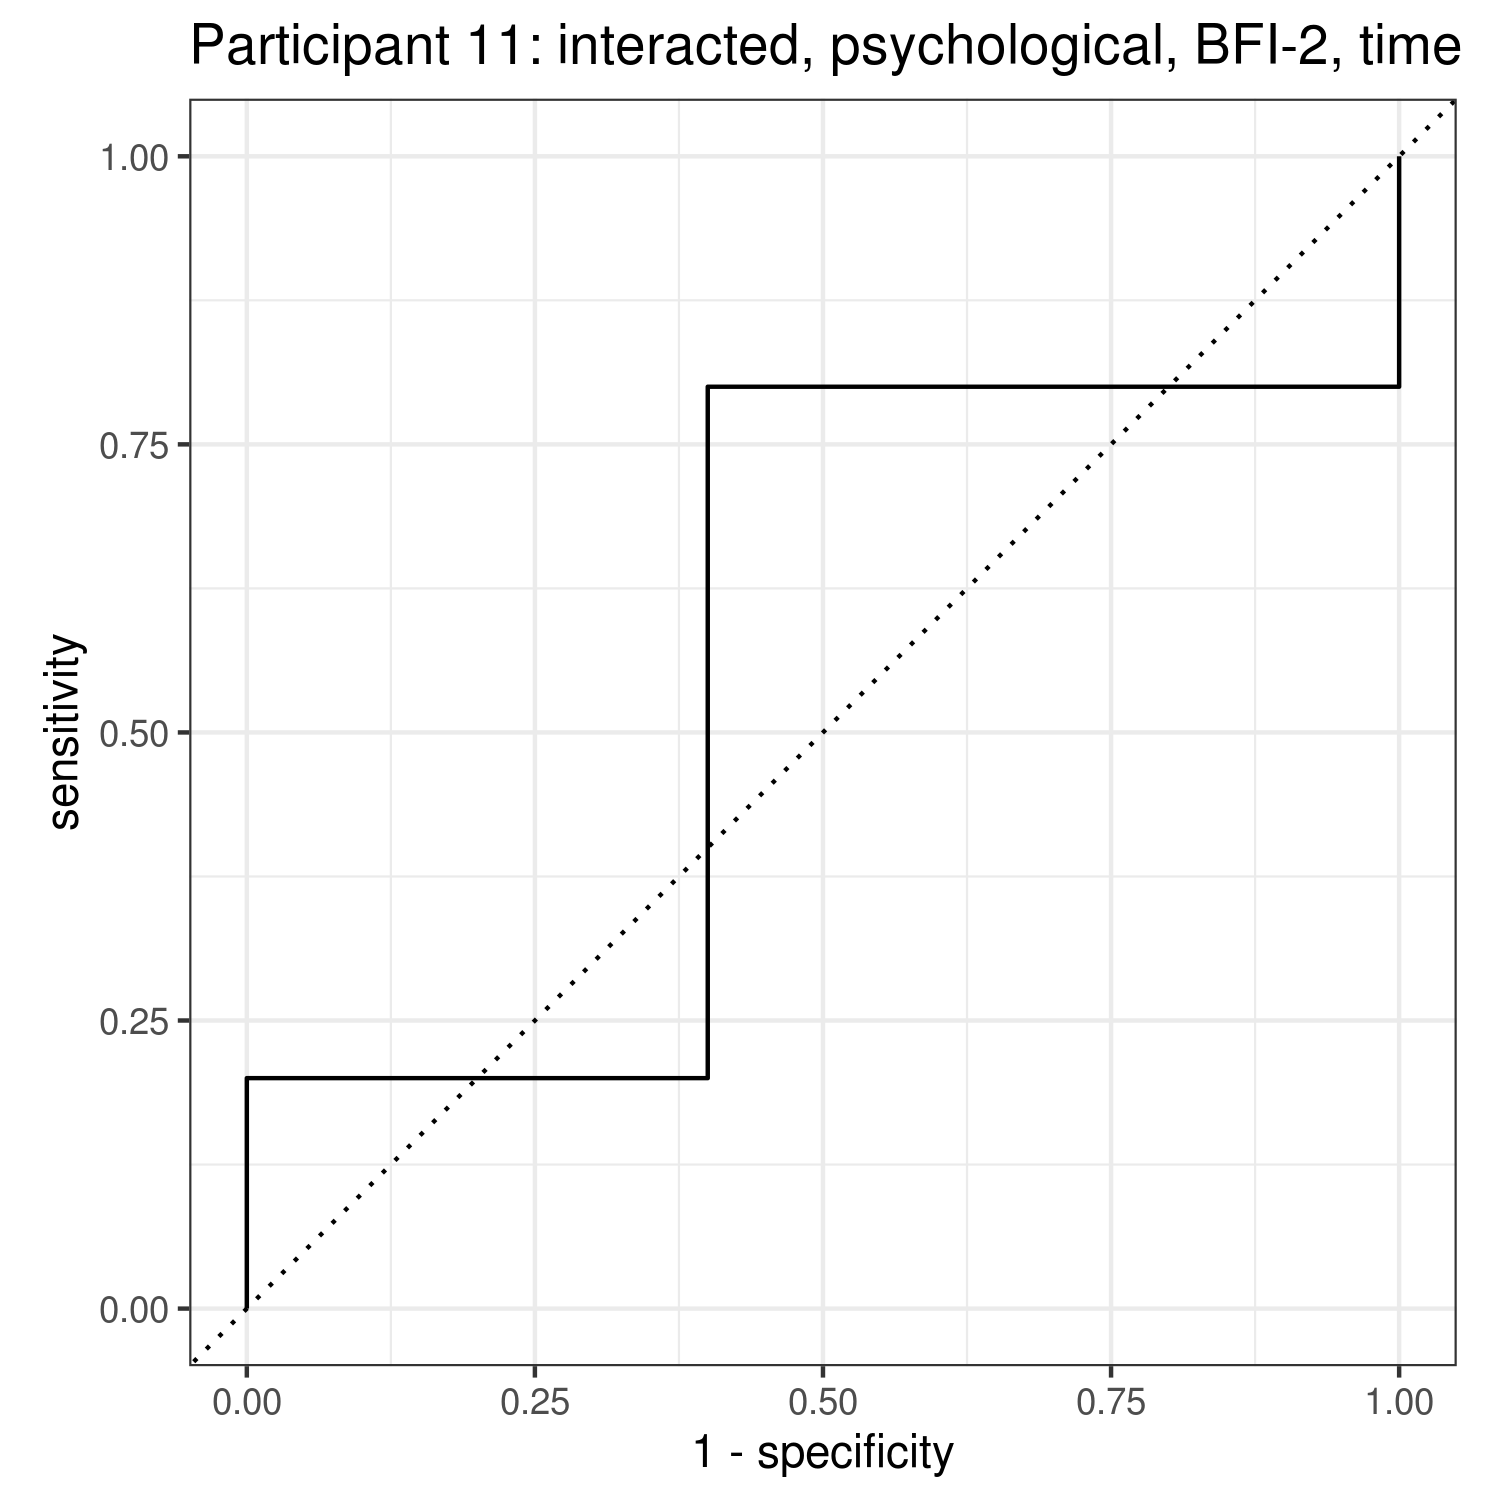 Participant 11: interacted, psychological, BFI-2, time
1.00
0.75
0.50
0.25
0.00
sensitivity
0.00 0.25 0.50 0.75 1.00
1 - specificity